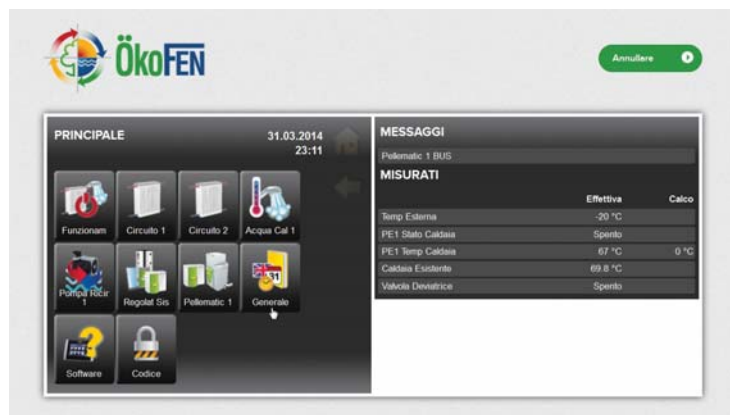 ÖkoFEN
Annullare
PRINCIPALE
31.03.2014
23:11
Funzionam
Circuito 1
Circuito 2
Acqua Cal 1
Pompa Ricir
1
Regolat Sis
Pellematic 1
31
Generale
Software
Codice
MESSAGGI
Pellematic 1 BUS
MISURATI
Effettiva Calco
Temp Esterna -20 °C
PE1 Stato Caldaia Spento
PE1 Temp Caldaia 67 °C 0 °C
Caldaia Esistente 69.8 °C
Valvola Deviatrice Spento